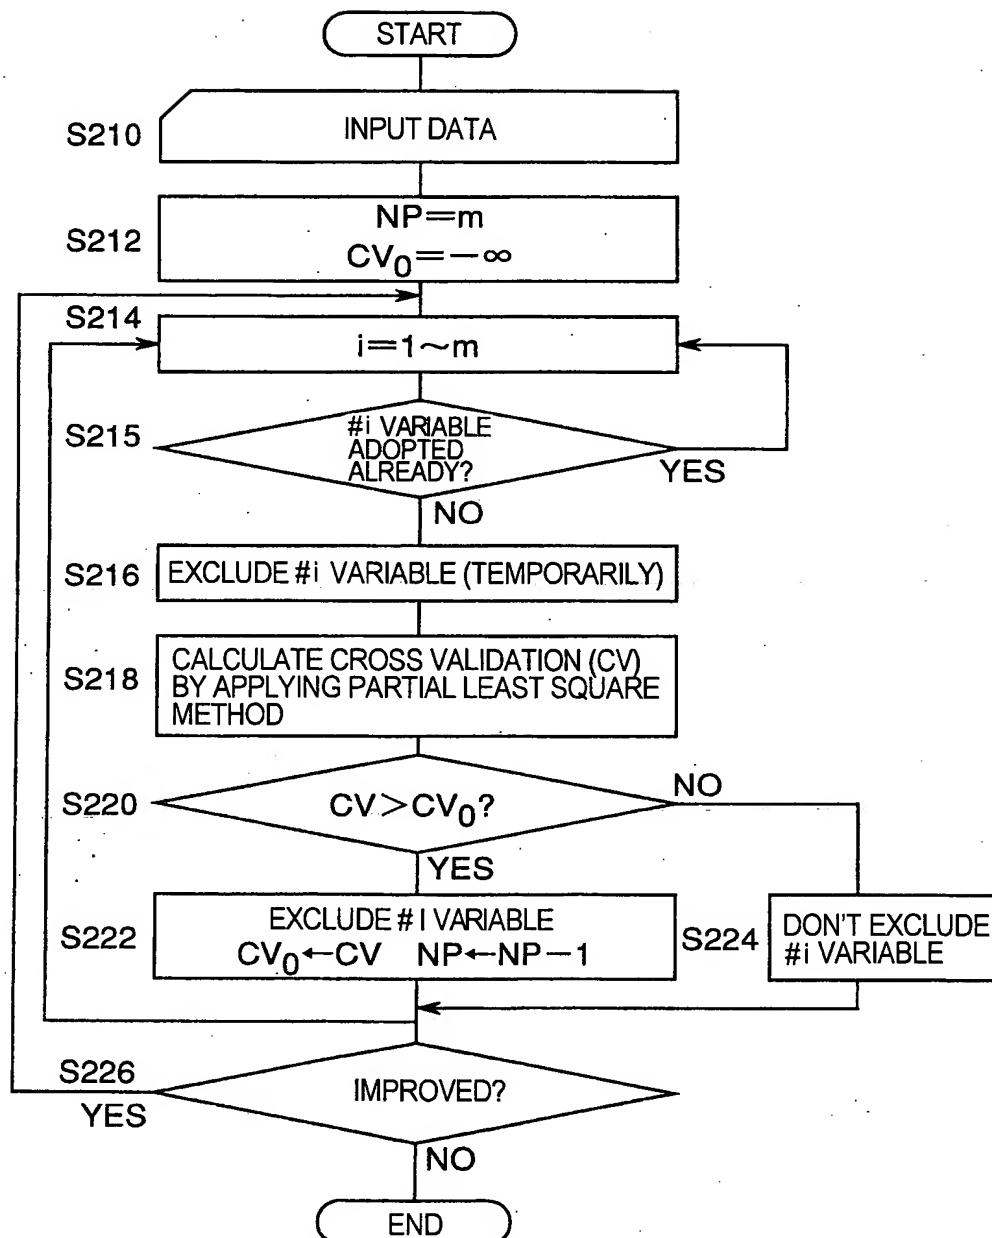 START
S210
INPUT DATA
S212
NP=m
CV₀=−∞
S214
i=1~m
S215
#i VARIABLE
ADOPTED
ALREADY?
YES
NO
S216
EXCLUDE #i VARIABLE (TEMPORARILY)
S218
CALCULATE CROSS VALIDATION (CV)
BY APPLYING PARTIAL LEAST SQUARE
METHOD
S220
CV>CV₀?
NO
YES
S222
EXCLUDE # I VARIABLE
CV₀←CV NP←NP−1
S224
DON'T EXCLUDE
#i VARIABLE
S226
IMPROVED?
YES
NO
END